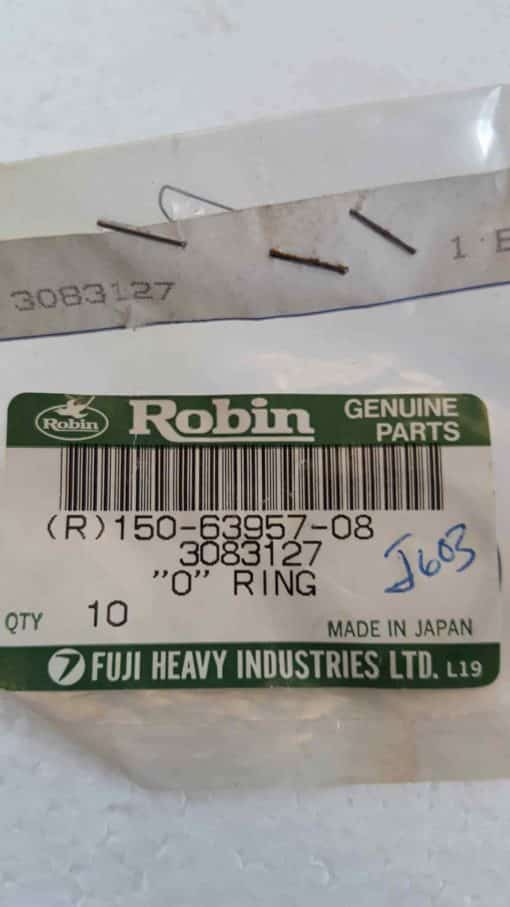 3083127
1 E
Robin
Robin
GENUINE
PARTS
(R)150-63957-08
3083127
"O" RING
J603
QTY 10
MADE IN JAPAN
7 FUJI HEAVY INDUSTRIES LTD. L19